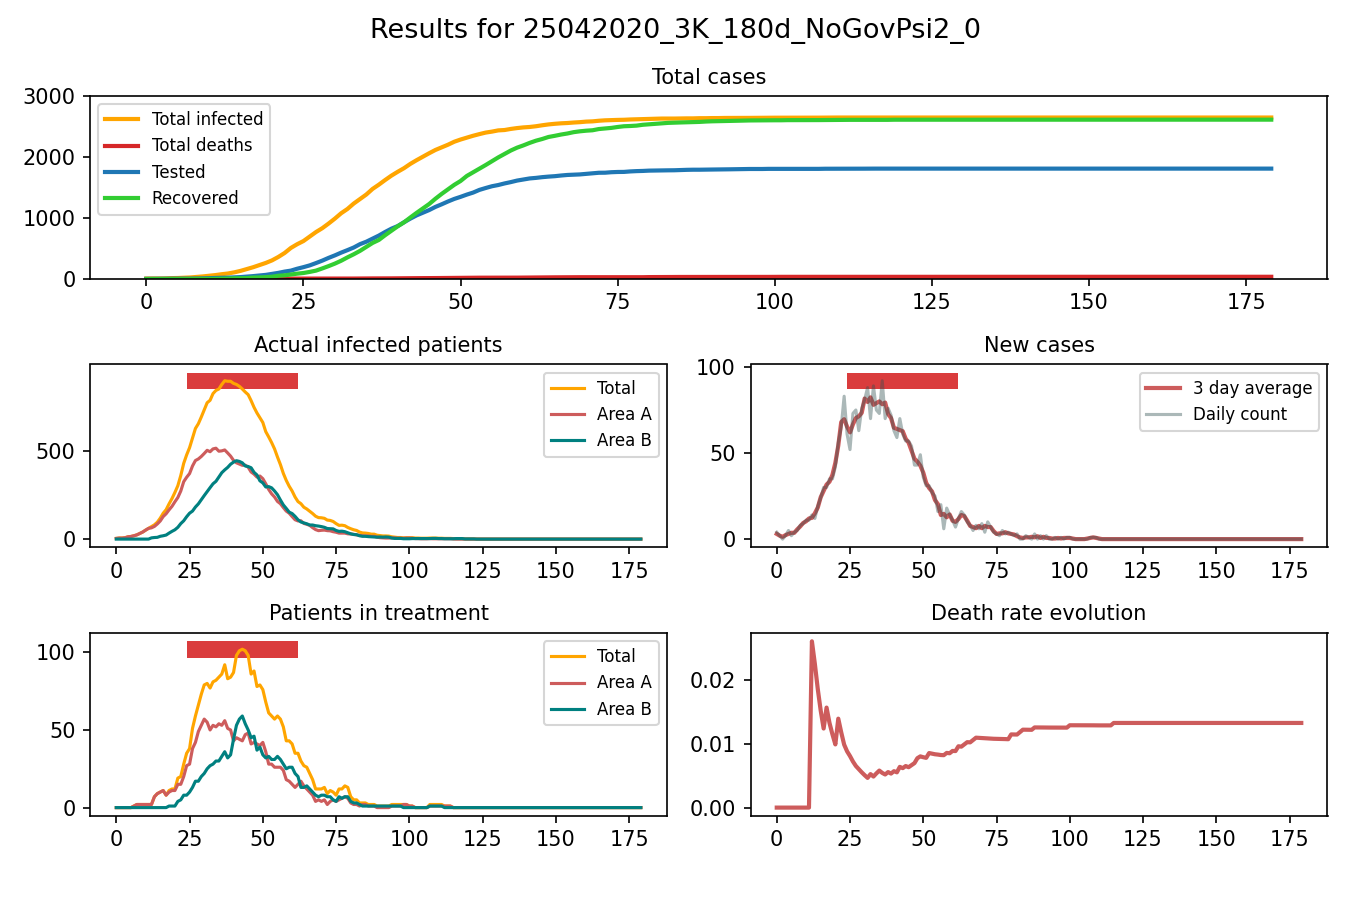 Results for 25042020_3K_180d_NoGovPsi2_0
Total cases
3000
2000
1000
0
Total infected
Total deaths
Tested
Recovered
0 25 50 75 100 125 150 175
Actual infected patients
500
0
Total
Area A
Area B
0 25 50 75 100 125 150 175
New cases
100
50
0
3 day average
Daily count
0 25 50 75 100 125 150 175
Patients in treatment
100
50
0
Total
Area A
Area B
0 25 50 75 100 125 150 175
Death rate evolution
0.02
0.01
0.00
0 25 50 75 100 125 150 175